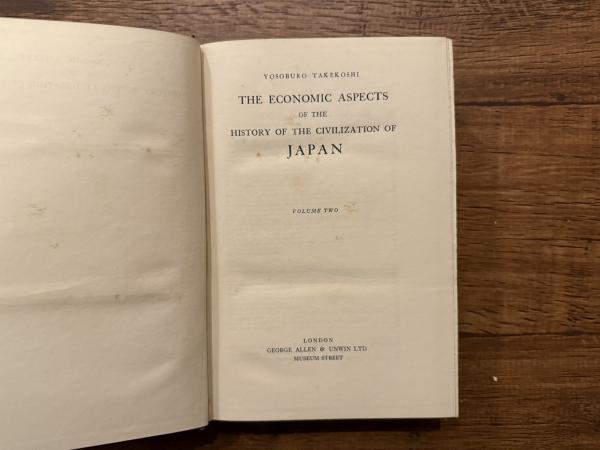 YOSOBURO TAKEKOSHI
THE ECONOMIC ASPECTS
OF THE
HISTORY OF THE CIVILIZATION OF
JAPAN
VOLUME TWO
LONDON
GEORGE ALLEN & UNWIN LTD
MUSEUM STREET